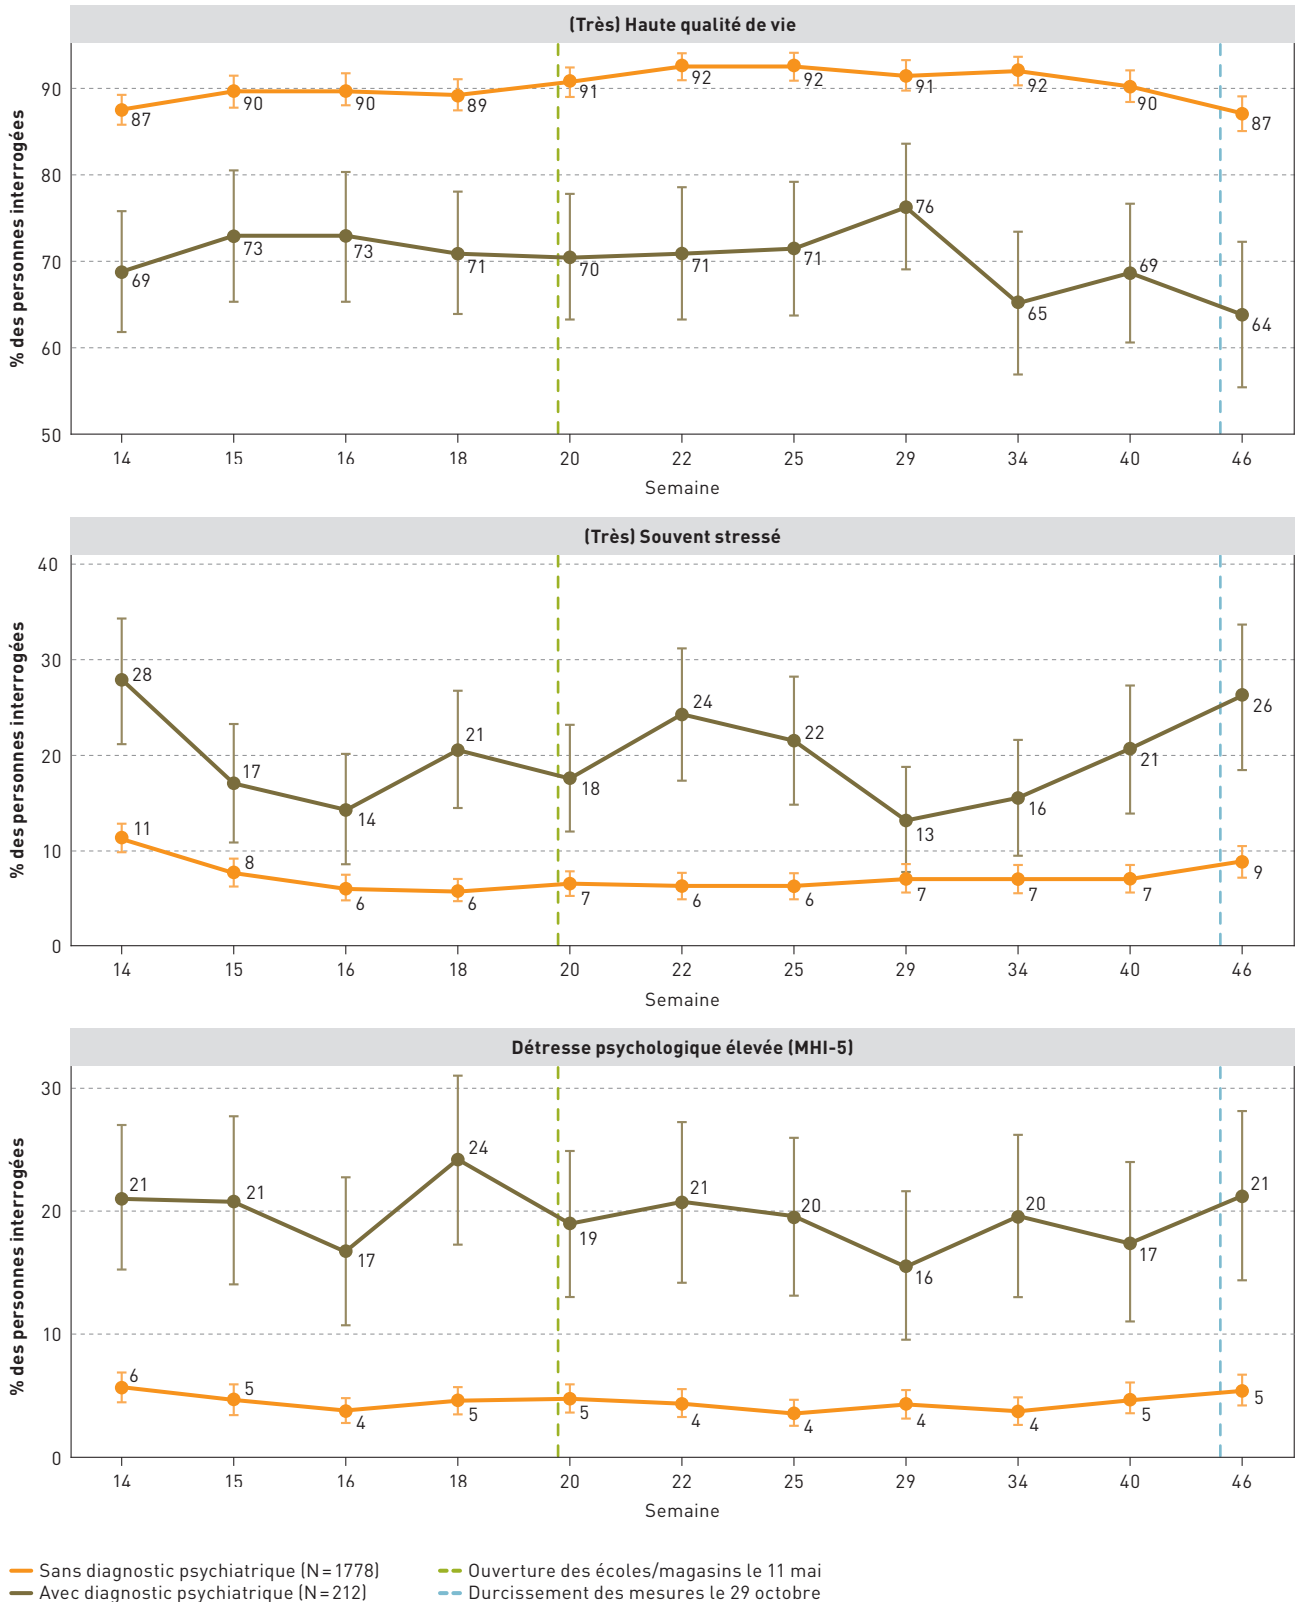 (Très) Haute qualité de vie
% des personnes interrogées
90
80
70
60
50
87 90 90 89 91 92 92 91 92 90 87
69 73 73 71 70 71 71 76 65 69 64
14 15 16 18 20 22 25 29 34 40 46
Semaine
(Très) Souvent stressé
% des personnes interrogées
40
30
20
10
0
28 17 14 21 18 24 22 13 16 21 26
11 8 6 6 7 6 6 7 7 7 9
14 15 16 18 20 22 25 29 34 40 46
Semaine
Détresse psychologique élevée (MHI-5)
% des personnes interrogées
30
20
10
0
21 21 17 24 19 21 20 16 20 17 21
6 5 4 5 5 4 4 4 4 5 5
14 15 16 18 20 22 25 29 34 40 46
Semaine
Sans diagnostic psychiatrique (N = 1778)
Avec diagnostic psychiatrique (N = 212)
Ouverture des écoles/magasins le 11 mai
Durcissement des mesures le 29 octobre